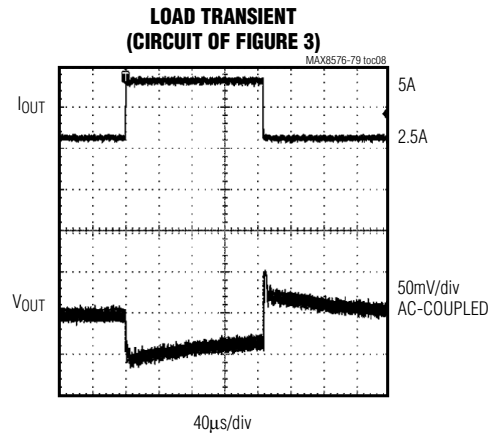 LOAD TRANSIENT
(CIRCUIT OF FIGURE 3)
MAX8576-79 toc08
T
IOUT
5A
2.5A
VOUT
50mV/div
AC-COUPLED
40μs/div